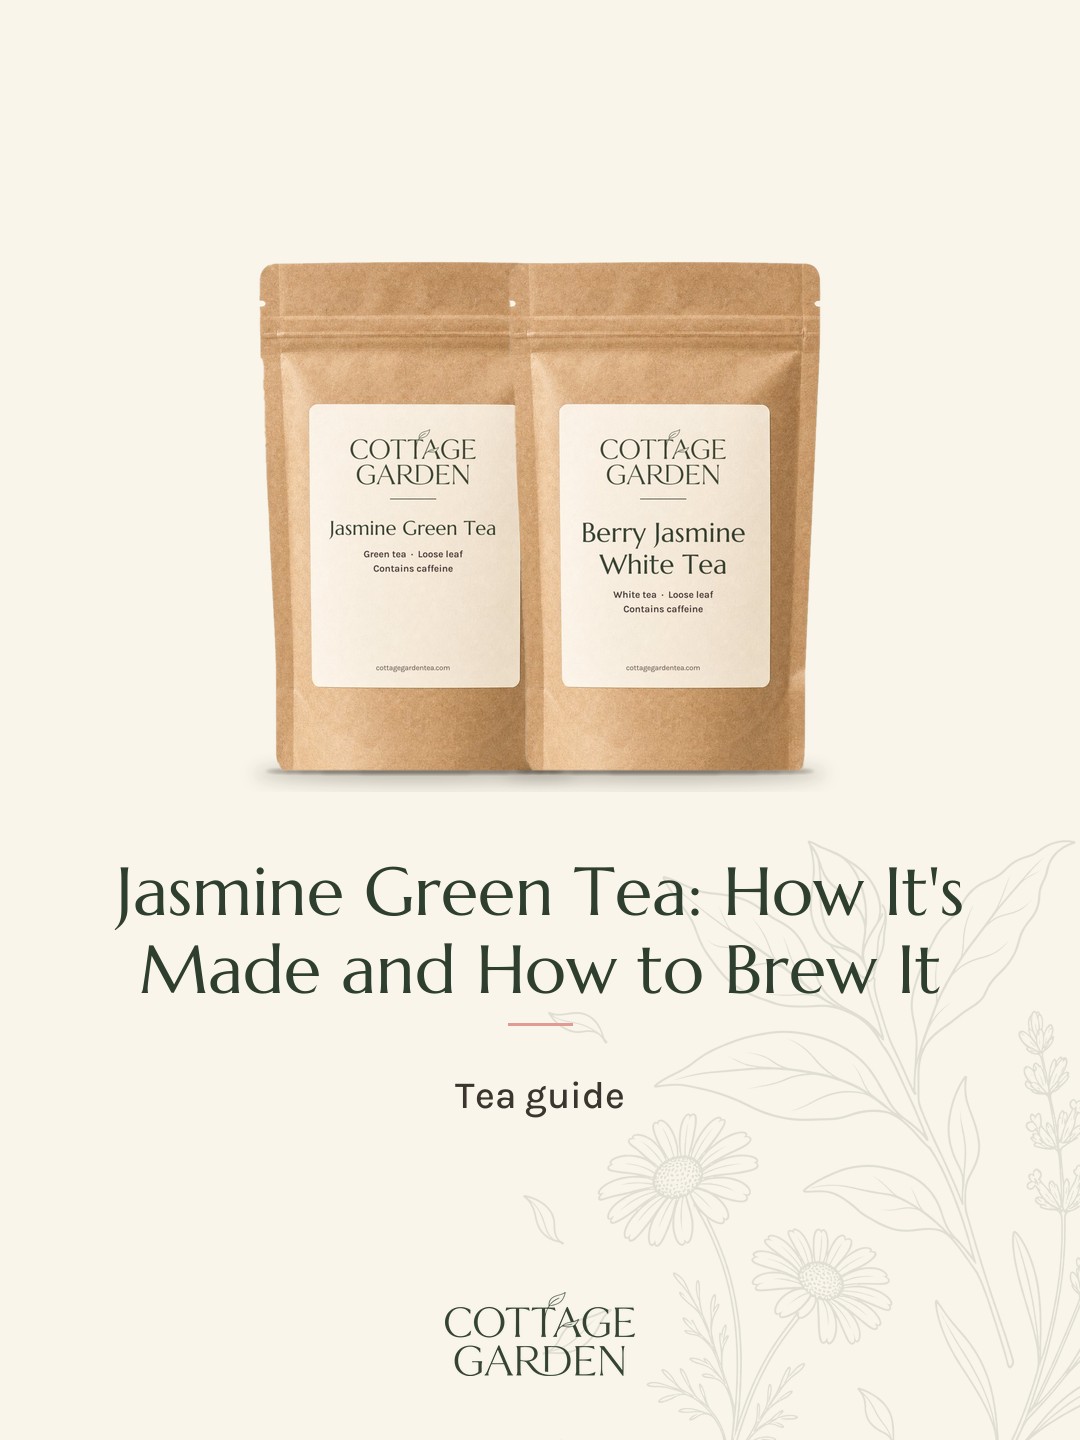 COTTAGE
GARDEN
Jasmine Green Tea
Green tea · Loose leaf
Contains caffeine
cottagegardentea.com
COTTAGE
GARDEN
Berry Jasmine
White Tea
White tea · Loose leaf
Contains caffeine
cottagegardentea.com
Jasmine Green Tea: How It's
Made and How to Brew It
Tea guide
COTTAGE
GARDEN